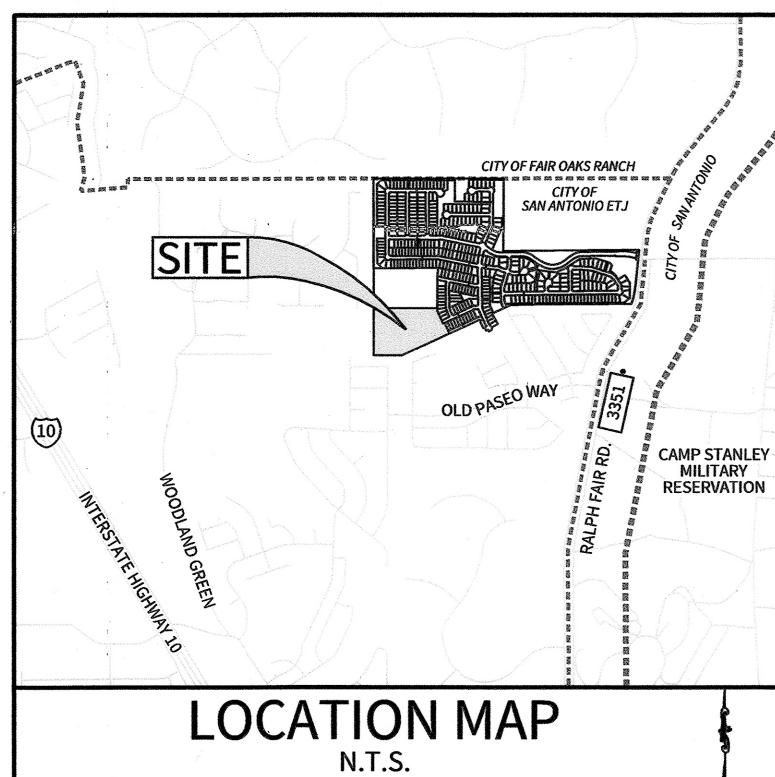 CITY OF FAIR OAKS RANCH
CITY OF
SAN ANTONIO ETJ
CITY OF SAN ANTONIO
SITE
3351
OLD PASEO WAY
10
RALPH FAIR RD.
CAMP STANLEY
MILITARY
RESERVATION
WOODLAND GREEN
INTERSTATE HIGHWAY 10
LOCATION MAP
N.T.S.